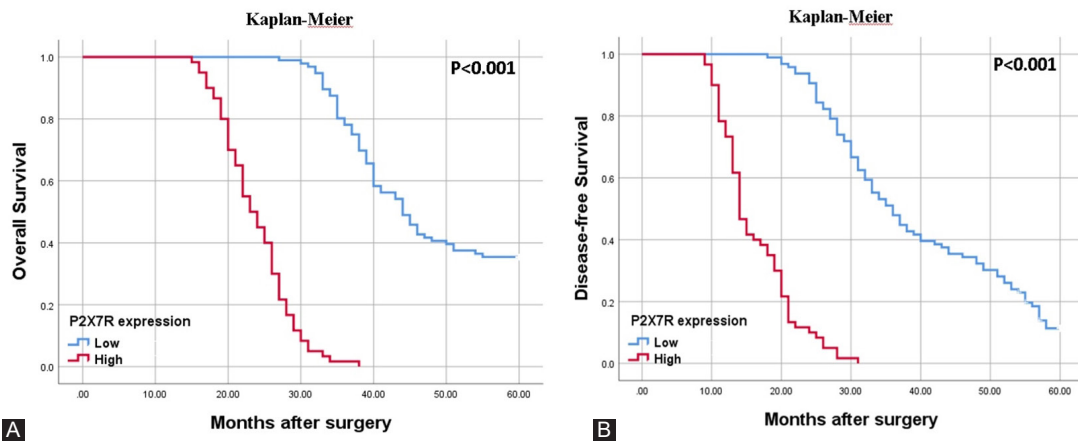 Kaplan-Meier
P<0.001
Overall Survival
1.0
0.8
0.6
0.4
0.2
0.0
P2X7R expression
Low
High
.00 10.00 20.00 30.00 40.00 50.00 60.00
Months after surgery
A
Kaplan-Meier
P<0.001
Disease-free Survival
1.0
0.8
0.6
0.4
0.2
0.0
P2X7R expression
Low
High
.00 10.00 20.00 30.00 40.00 50.00 60.00
Months after surgery
B